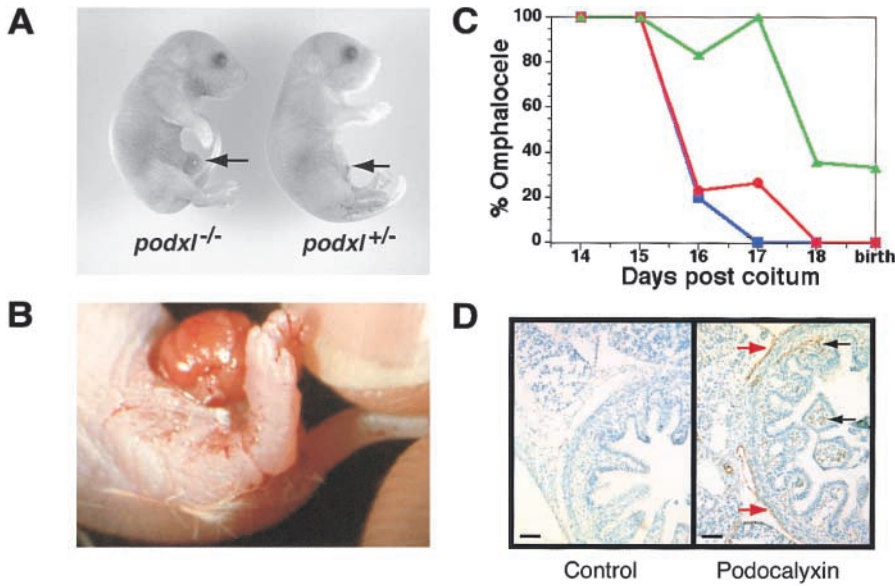 A
podxl-/-
podxl+/-
B
C
% Omphalocele
100
80
60
40
20
0
14 15 16 17 18 birth
Days post coitum
D
Control Podocalyxin